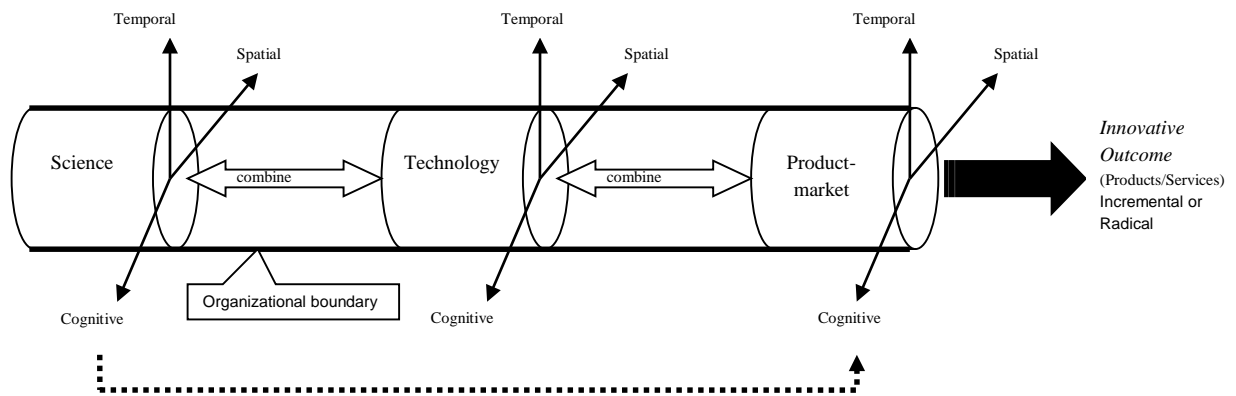 Temporal
Temporal
Temporal
Spatial
Spatial
Spatial
Science
combine
Technology
combine
Product-
market
Innovative
Outcome
(Products/Services)
Incremental or
Radical
Organizational boundary
Cognitive
Cognitive
Cognitive